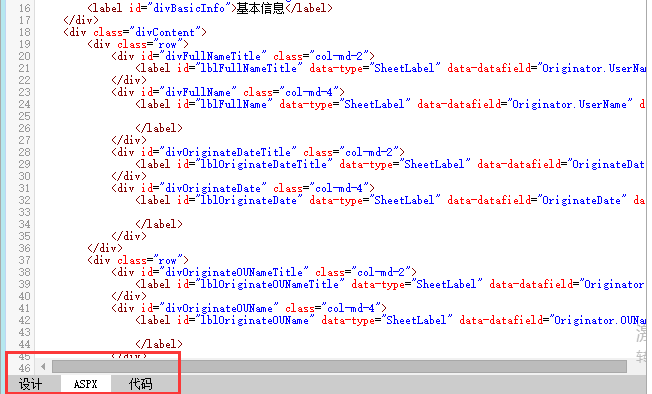 16 <label id="divBasicInfo">基本信息</label>
17 </div>
18 <div class="divContent">
19 <div class="row">
20 <div id="divFullNameTitle" class="col-md-2">
21 <label id="lblFullNameTitle" data-type="SheetLabel" data-datafield="Originator.UserName
22 </div>
23 <div id="divFullName" class="col-md-4">
24 <label id="lblFullName" data-type="SheetLabel" data-datafield="Originator.UserName" d
25
26 </label>
27 </div>
28 <div id="divOriginateDateTitle" class="col-md-2">
29 <label id="lblOriginateDateTitle" data-type="SheetLabel" data-datafield="OriginateDat
30 </div>
31 <div id="divOriginateDate" class="col-md-4">
32 <label id="lblOriginateDate" data-type="SheetLabel" data-datafield="OriginateDate" da
33
34 </label>
35 </div>
36 </div>
37 <div class="row">
38 <div id="divOriginateOUNameTitle" class="col-md-2">
39 <label id="lblOriginateOUNameTitle" data-type="SheetLabel" data-datafield="Originator
40 </div>
41 <div id="divOriginateOUName" class="col-md-4">
42 <label id="lblOriginateOUName" data-type="SheetLabel" data-datafield="Originator.OUNam
43
44 </label>
45 </div>
46
设计 ASPX 代码